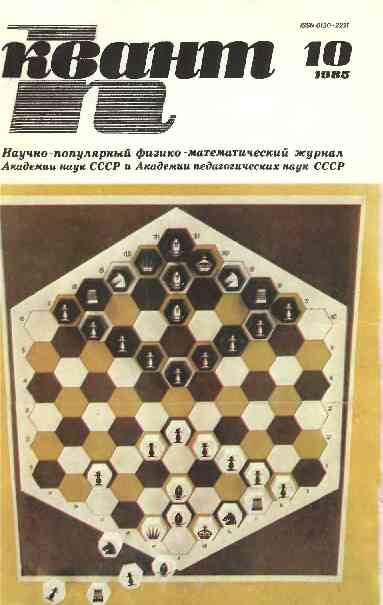 ISSN 0130-2221
квант 10
1985
Научно-популярный физико-математический журнал
Академии наук СССР и Академии педагогических наук СССР